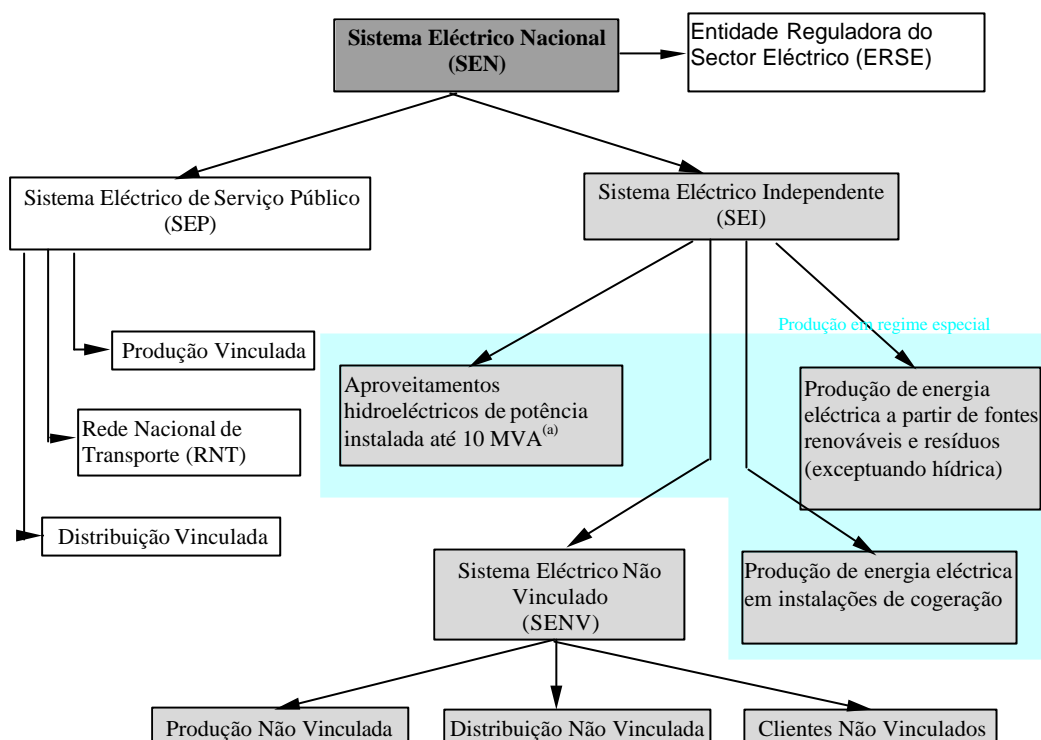 Sistema Eléctrico Nacional
(SEN)
Entidade Reguladora do
Sector Eléctrico (ERSE)
Sistema Eléctrico de Serviço Público
(SEP)
Sistema Eléctrico Independente
(SEI)
Produção em regime especial
Produção Vinculada
Rede Nacional de
Transporte (RNT)
Distribuição Vinculada
Aproveitamentos
hidroeléctricos de potência
instalada até 10 MVA(a)
Produção de energia
eléctrica a partir de fontes
renováveis e resíduos
(exceptuando hídrica)
Sistema Eléctrico Não
Vinculado
(SENV)
Produção de energia eléctrica
em instalações de cogeração
Produção Não Vinculada
Distribuição Não Vinculada
Clientes Não Vinculados